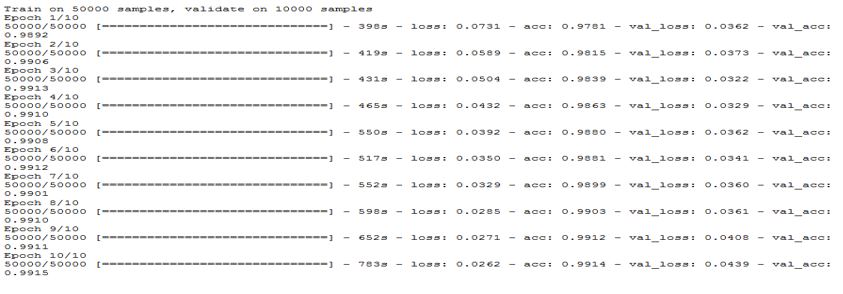 Train on 50000 samples, validate on 10000 samples
Epoch 1/10
50000/50000 [==============================] - 398s - loss: 0.0731 - acc: 0.9781 - val_loss: 0.0362 - val_acc:
0.9892
Epoch 2/10
50000/50000 [==============================] - 419s - loss: 0.0589 - acc: 0.9815 - val_loss: 0.0373 - val_acc:
0.9906
Epoch 3/10
50000/50000 [==============================] - 431s - loss: 0.0504 - acc: 0.9839 - val_loss: 0.0322 - val_acc:
0.9913
Epoch 4/10
50000/50000 [==============================] - 465s - loss: 0.0432 - acc: 0.9863 - val_loss: 0.0329 - val_acc:
0.9910
Epoch 5/10
50000/50000 [==============================] - 550s - loss: 0.0392 - acc: 0.9880 - val_loss: 0.0362 - val_acc:
0.9908
Epoch 6/10
50000/50000 [==============================] - 517s - loss: 0.0350 - acc: 0.9881 - val_loss: 0.0341 - val_acc:
0.9912
Epoch 7/10
50000/50000 [==============================] - 552s - loss: 0.0329 - acc: 0.9899 - val_loss: 0.0360 - val_acc:
0.9901
Epoch 8/10
50000/50000 [==============================] - 598s - loss: 0.0285 - acc: 0.9903 - val_loss: 0.0361 - val_acc:
0.9910
Epoch 9/10
50000/50000 [==============================] - 652s - loss: 0.0271 - acc: 0.9912 - val_loss: 0.0408 - val_acc:
0.9911
Epoch 10/10
50000/50000 [==============================] - 783s - loss: 0.0262 - acc: 0.9914 - val_loss: 0.0439 - val_acc:
0.9915